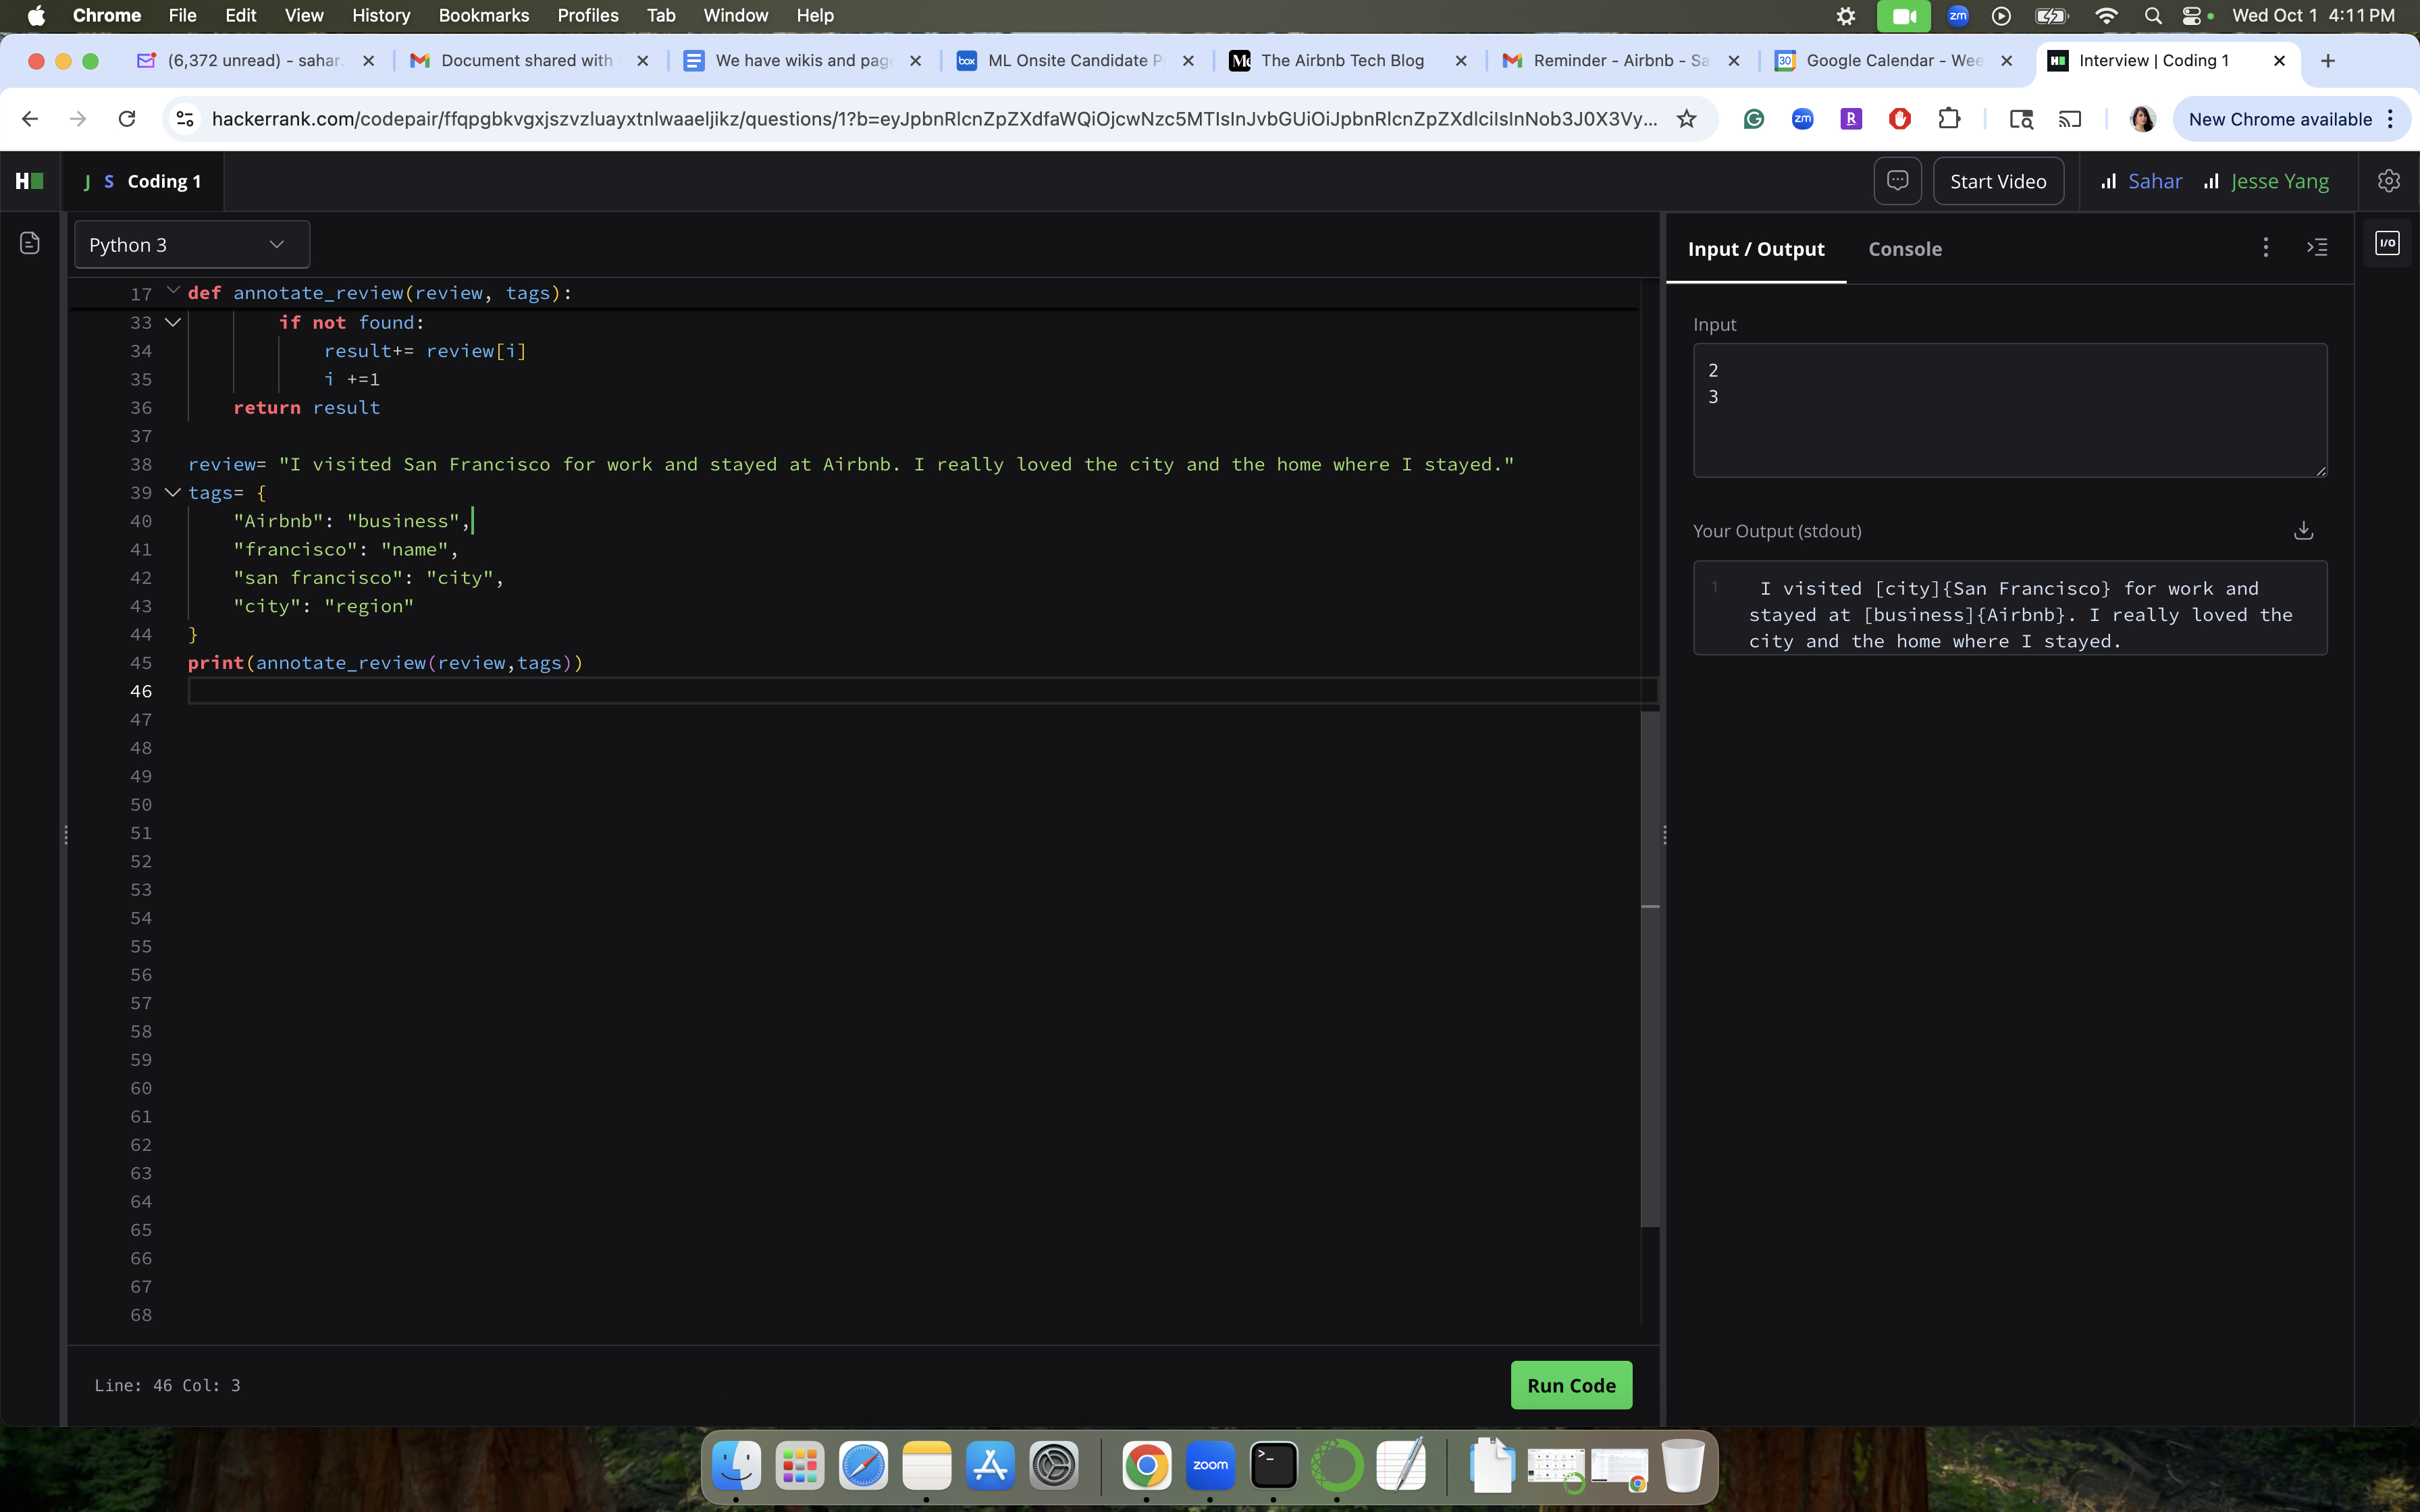 Chrome File Edit View History Bookmarks Profiles Tab Window Help zm Wed Oct 1 4:11 PM
(6,372 unread) - sahar Document shared with We have wikis and pag box ML Onsite Candidate P The Airbnb Tech Blog Reminder - Airbnb - Sa 30 Google Calendar - Wee Interview | Coding 1
hackerrank.com/codepair/ffqpgbkvgxjszvzluayxtnlwaaeljikz/questions/1?b=eyJpbnRlcnZpZXdfaWQiOjcwNzc5MTIsInJvbGUiOiJpbnRlcnZpZXdlciIsInNob3J0X3Vy... zm R New Chrome available
H J S Coding 1 Start Video Sahar Jesse Yang
Python 3
17 def annotate_review(review, tags):
33 if not found:
34 result+= review[i]
35 i +=1
36 return result
37
38 review= "I visited San Francisco for work and stayed at Airbnb. I really loved the city and the home where I stayed."
39 tags= {
40 "Airbnb": "business",
41 "francisco": "name",
42 "san francisco": "city",
43 "city": "region"
44 }
45 print(annotate_review(review,tags))
46
47
48
49
50
51
52
53
54
55
56
57
58
59
60
61
62
63
64
65
66
67
68
Line: 46 Col: 3
Run Code
Input / Output Console
I/O
Input
2
3
Your Output (stdout)
1 I visited [city]{San Francisco} for work and
stayed at [business]{Airbnb}. I really loved the
city and the home where I stayed.
zoom